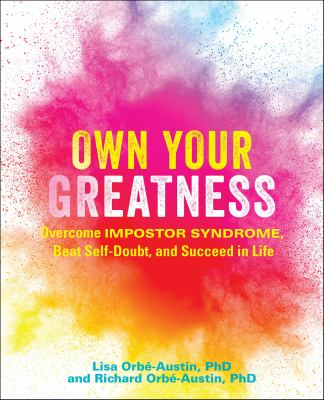 OWN YOUR
GREATNESS
Overcome IMPOSTOR SYNDROME,
Beat Self-Doubt, and Succeed in Life
Lisa Orbé-Austin, PhD
and Richard Orbé-Austin, PhD